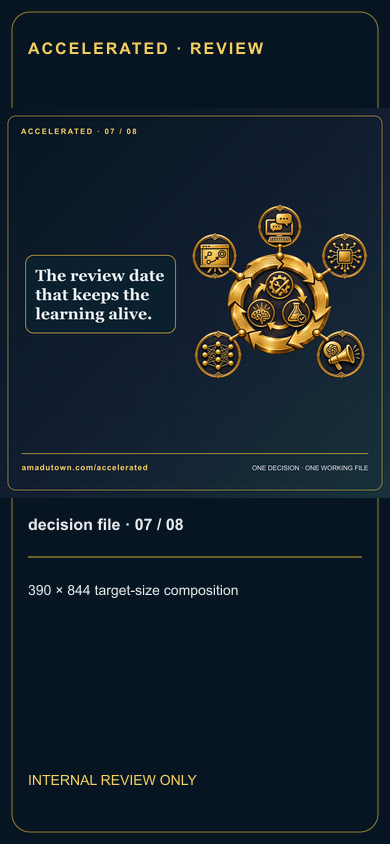 ACCELERATED · REVIEW
ACCELERATED · 07 / 08
The review date
that keeps the
learning alive.
amadutown.com/accelerated
ONE DECISION · ONE WORKING FILE
decision file · 07 / 08
390 × 844 target-size composition
INTERNAL REVIEW ONLY